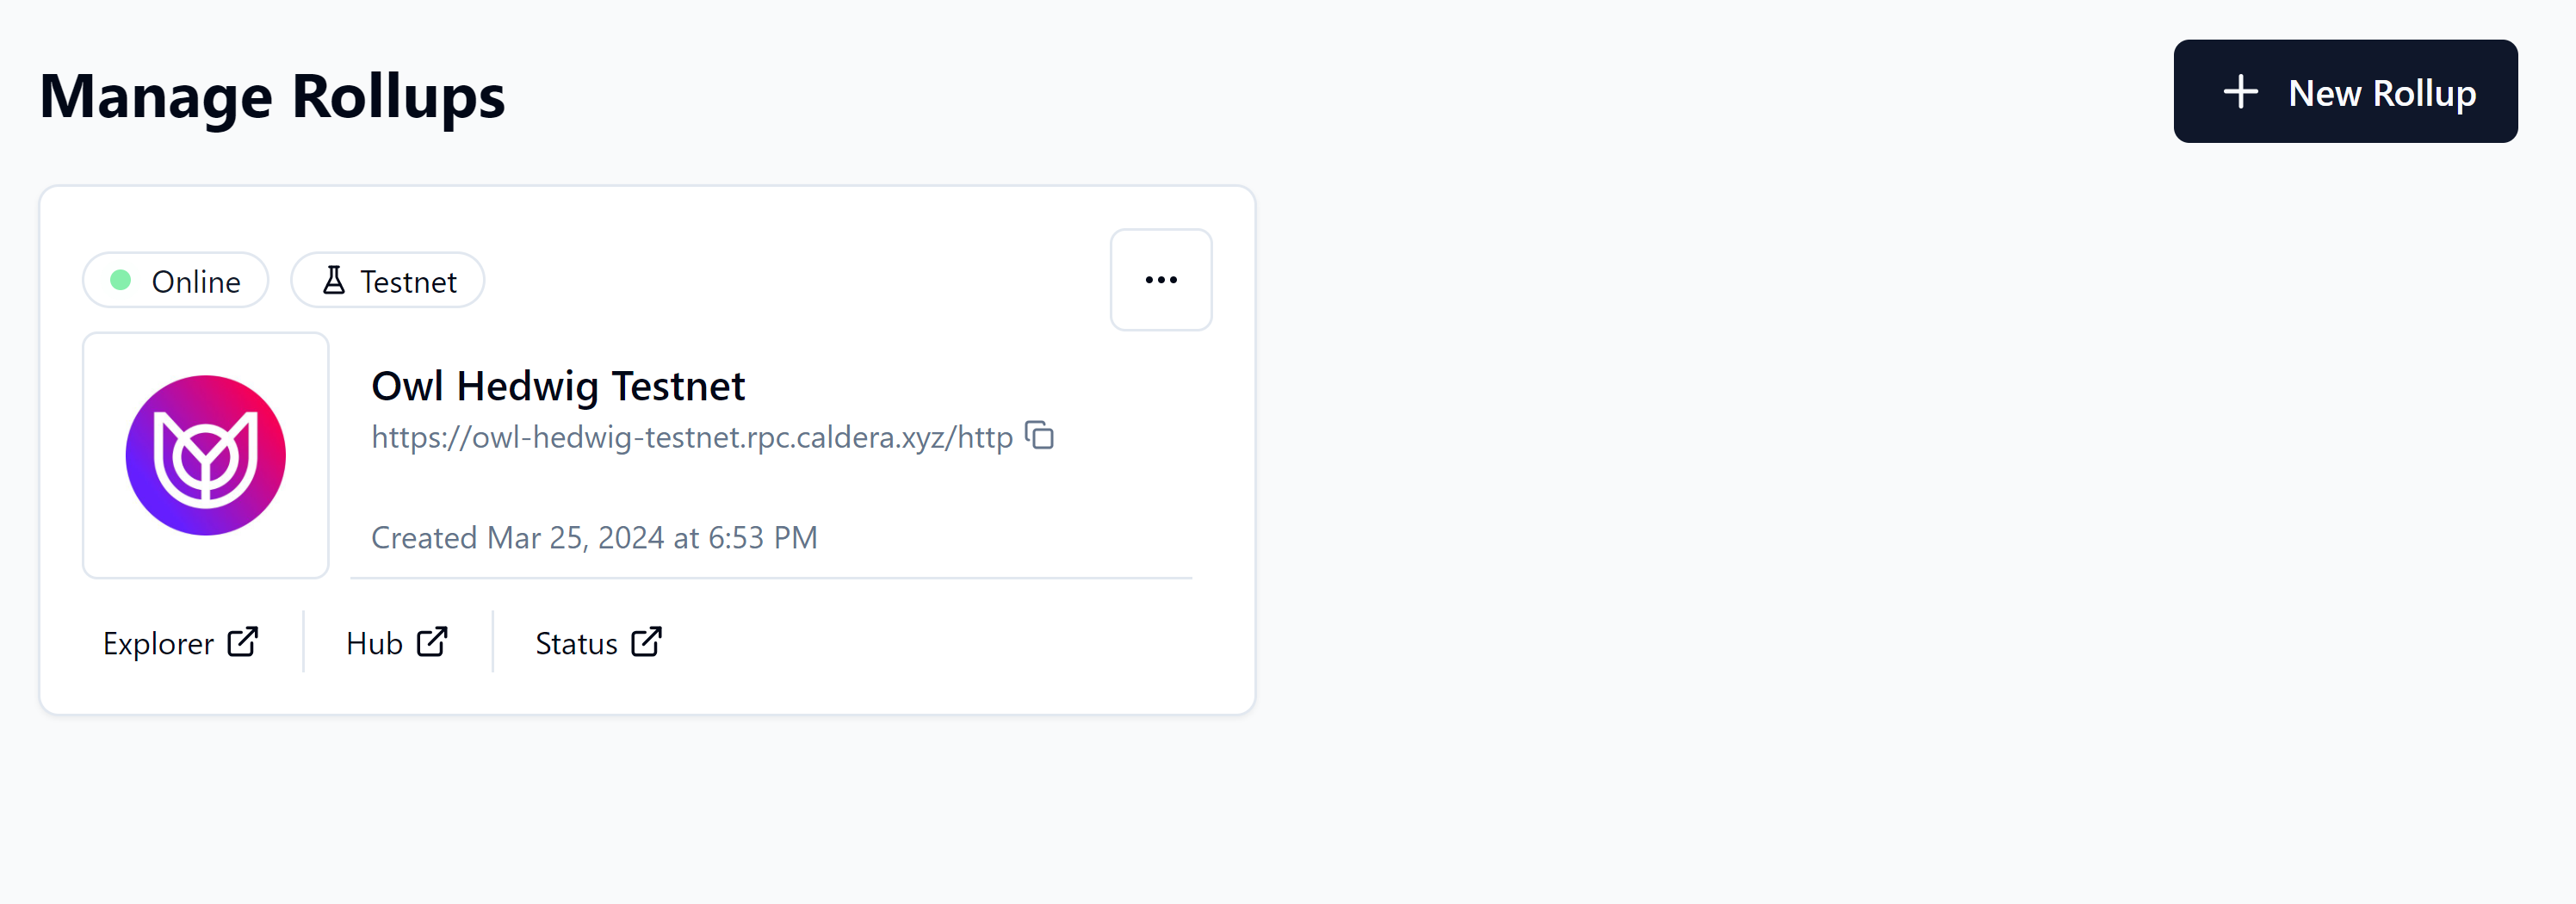 Manage Rollups
New Rollup
Online
Testnet
Owl Hedwig Testnet
https://owl-hedwig-testnet.rpc.caldera.xyz/http
Created Mar 25, 2024 at 6:53 PM
Explorer
Hub
Status